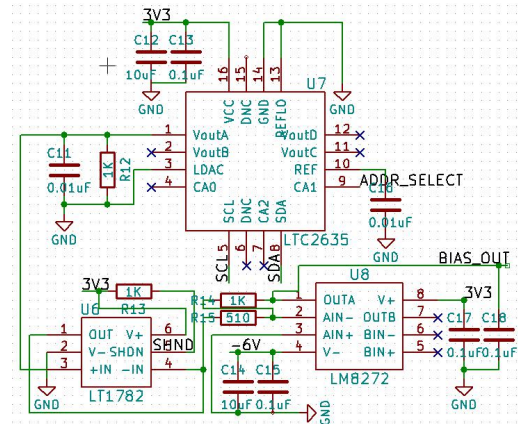 3V3
C12
C13
10uF
0.1uF
GND
GND
U7
16
15
14
13
VCC
DNC
GND
REFLO
1
2
3
4
VoutA
VoutB
LDAC
CA0
VoutD
VoutC
REF
CA1
12
11
10
9
ADDR_SELECT
C11
0.01uF
1K
R12
GND
0.01uF
GND
SCL
DNC
CA2
SDA
5
6
7
8
SCL
SDA
LTC2635
BIAS_OUT
3V3
1K
R13
U6
1
2
3
OUT
V-
+IN
V+
SHDN
-IN
6
5
4
SHND
LT1782
GND
R14
1K
R15
510
U8
1
2
3
4
OUTA
AIN-
AIN+
V-
V+
OUTB
BIN-
BIN+
8
7
6
5
LM8272
3V3
C17
C18
0.1uF
0.1uF
GND
-6V
C14
C15
10uF
0.1uF
GND